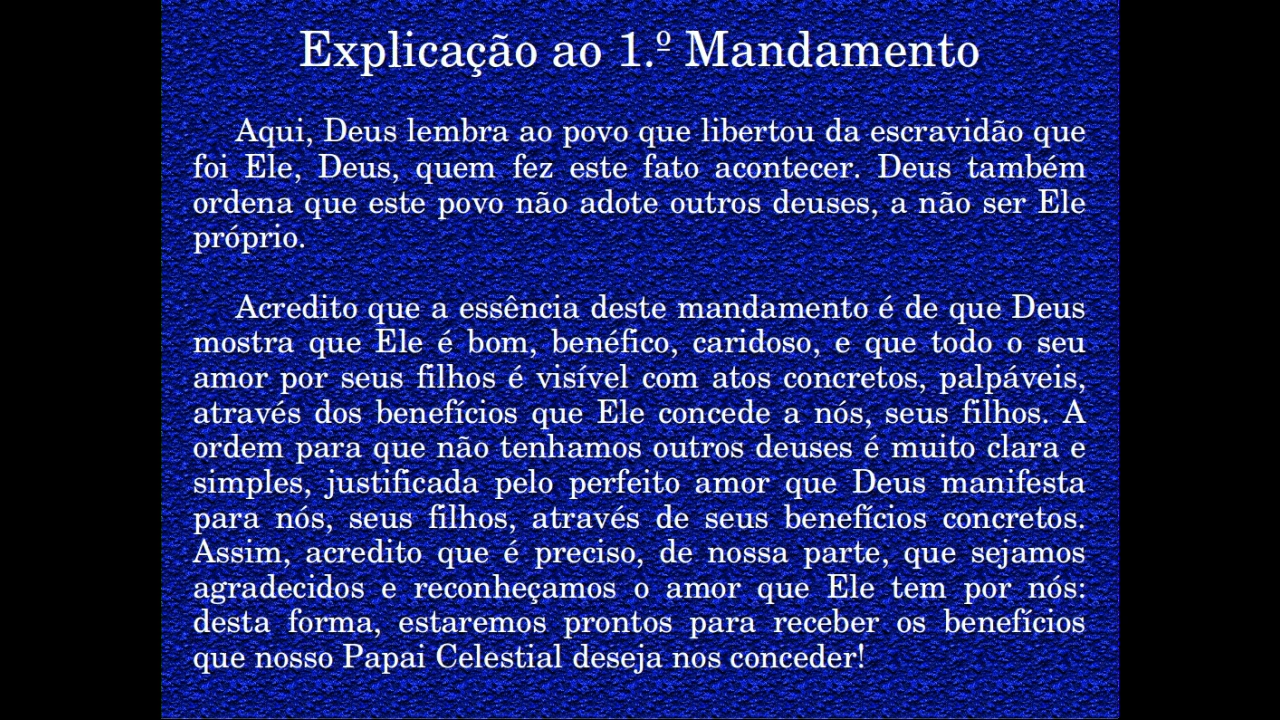 Explicação ao 1.º Mandamento
Aqui, Deus lembra ao povo que libertou da escravidão que
foi Ele, Deus, quem fez este fato acontecer. Deus também
ordena que este povo não adote outros deuses, a não ser Ele
próprio.
Acredito que a essência deste mandamento é de que Deus
mostra que Ele é bom, benéfico, caridoso, e que todo o seu
amor por seus filhos é visível com atos concretos, palpáveis,
através dos benefícios que Ele concede a nós, seus filhos. A
ordem para que não tenhamos outros deuses é muito clara e
simples, justificada pelo perfeito amor que Deus manifesta
para nós, seus filhos, através de seus benefícios concretos.
Assim, acredito que é preciso, de nossa parte, que sejamos
agradecidos e reconheçamos o amor que Ele tem por nós:
desta forma, estaremos prontos para receber os benefícios
que nosso Papai Celestial deseja nos conceder!